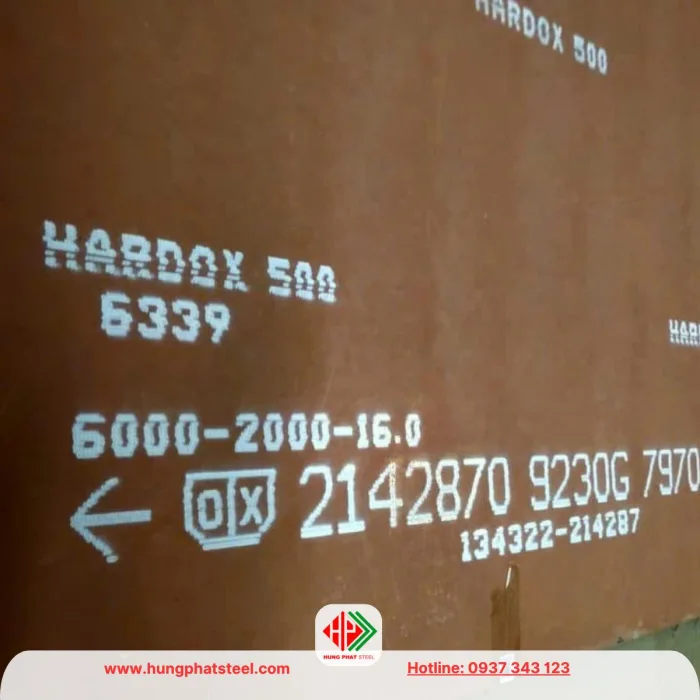 HARDOX 500
HARDOX 500
6339
6000-2000-16.0
OX 2142870 9230G 7970
134322-214287
HUNG PHAT STEEL
www.hungphatsteel.com
Hotline: 0937 343 123